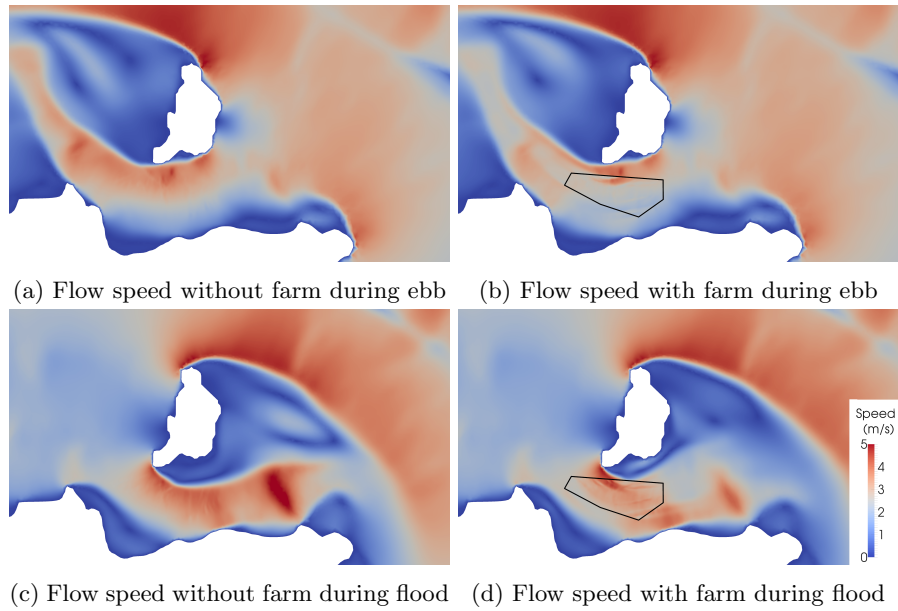 (a) Flow speed without farm during ebb
(b) Flow speed with farm during ebb
Speed
(m/s)
5
4
3
2
1
0
(c) Flow speed without farm during flood
(d) Flow speed with farm during flood